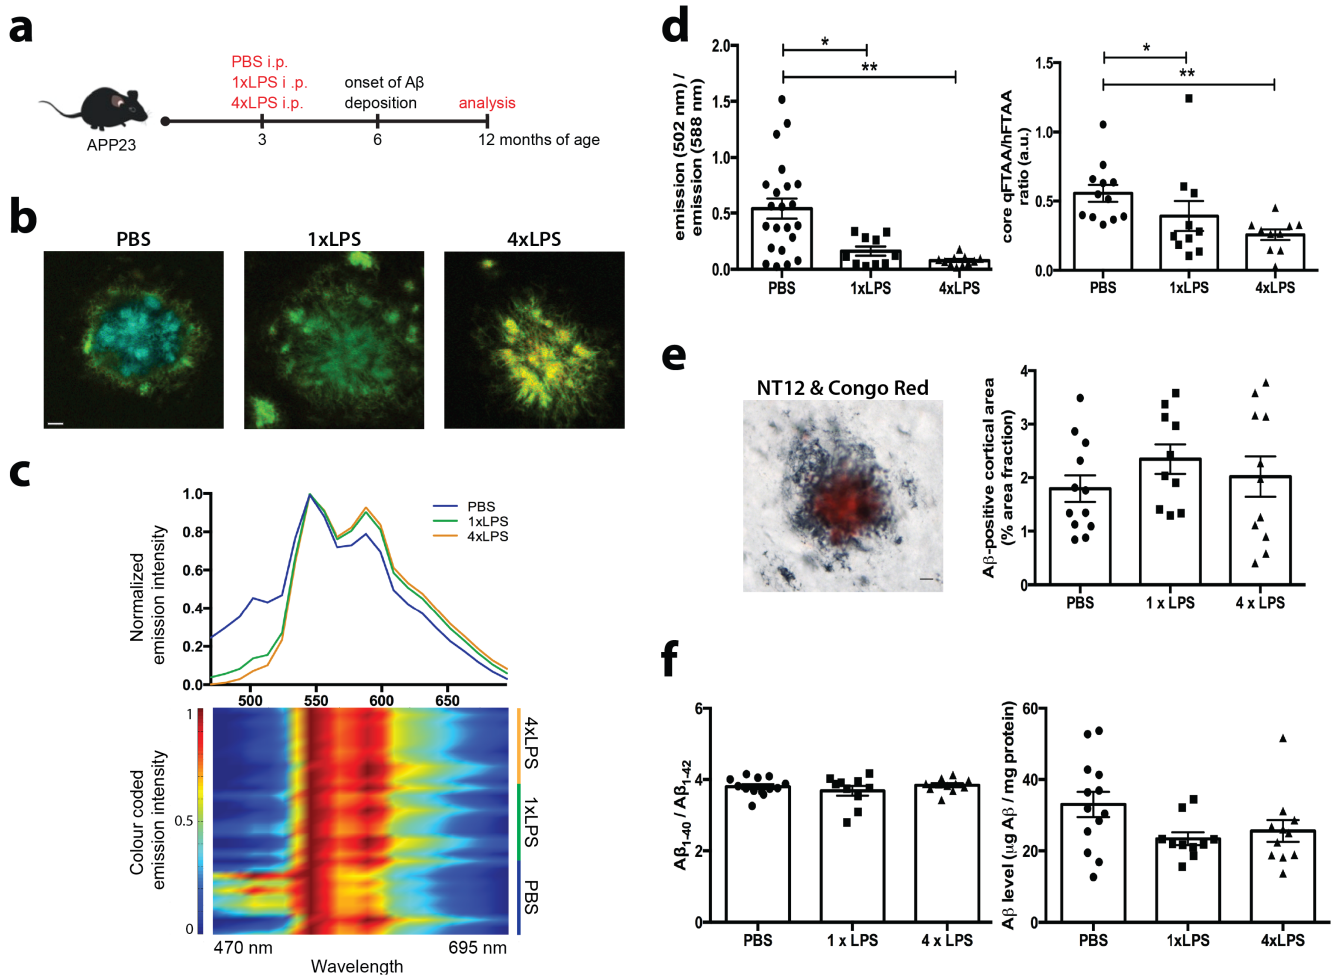 a
PBS i.p.
1xLPS i .p.
4xLPS i.p.
onset of Aβ
deposition
analysis
APP23
3
6
12 months of age
b
PBS
1xLPS
4xLPS
c
Normalized
emission intensity
1.0
0.8
0.6
0.4
0.2
0.0
500
550
600
650
PBS
1xLPS
4xLPS
Colour coded
emission intensity
1
0.5
0
4xLPS
1xLPS
PBS
470 nm
695 nm
Wavelength
d
emission (502 nm) /
emission (588 nm)
2.0
1.5
1.0
0.5
0.0
*
**
PBS
1xLPS
4xLPS
core qFTAA/hFTAA
ratio (a.u.)
1.5
1.0
0.5
0.0
*
**
PBS
1xLPS
4xLPS
e
NT12 & Congo Red
Aβ-positive cortical area
(% area fraction)
4
3
2
1
0
PBS
1 x LPS
4 x LPS
f
Aβ1-40 / Aβ1-42
6
4
2
0
PBS
1 x LPS
4 x LPS
Aβ level (µg Aβ / mg protein)
60
40
20
0
PBS
1xLPS
4xLPS